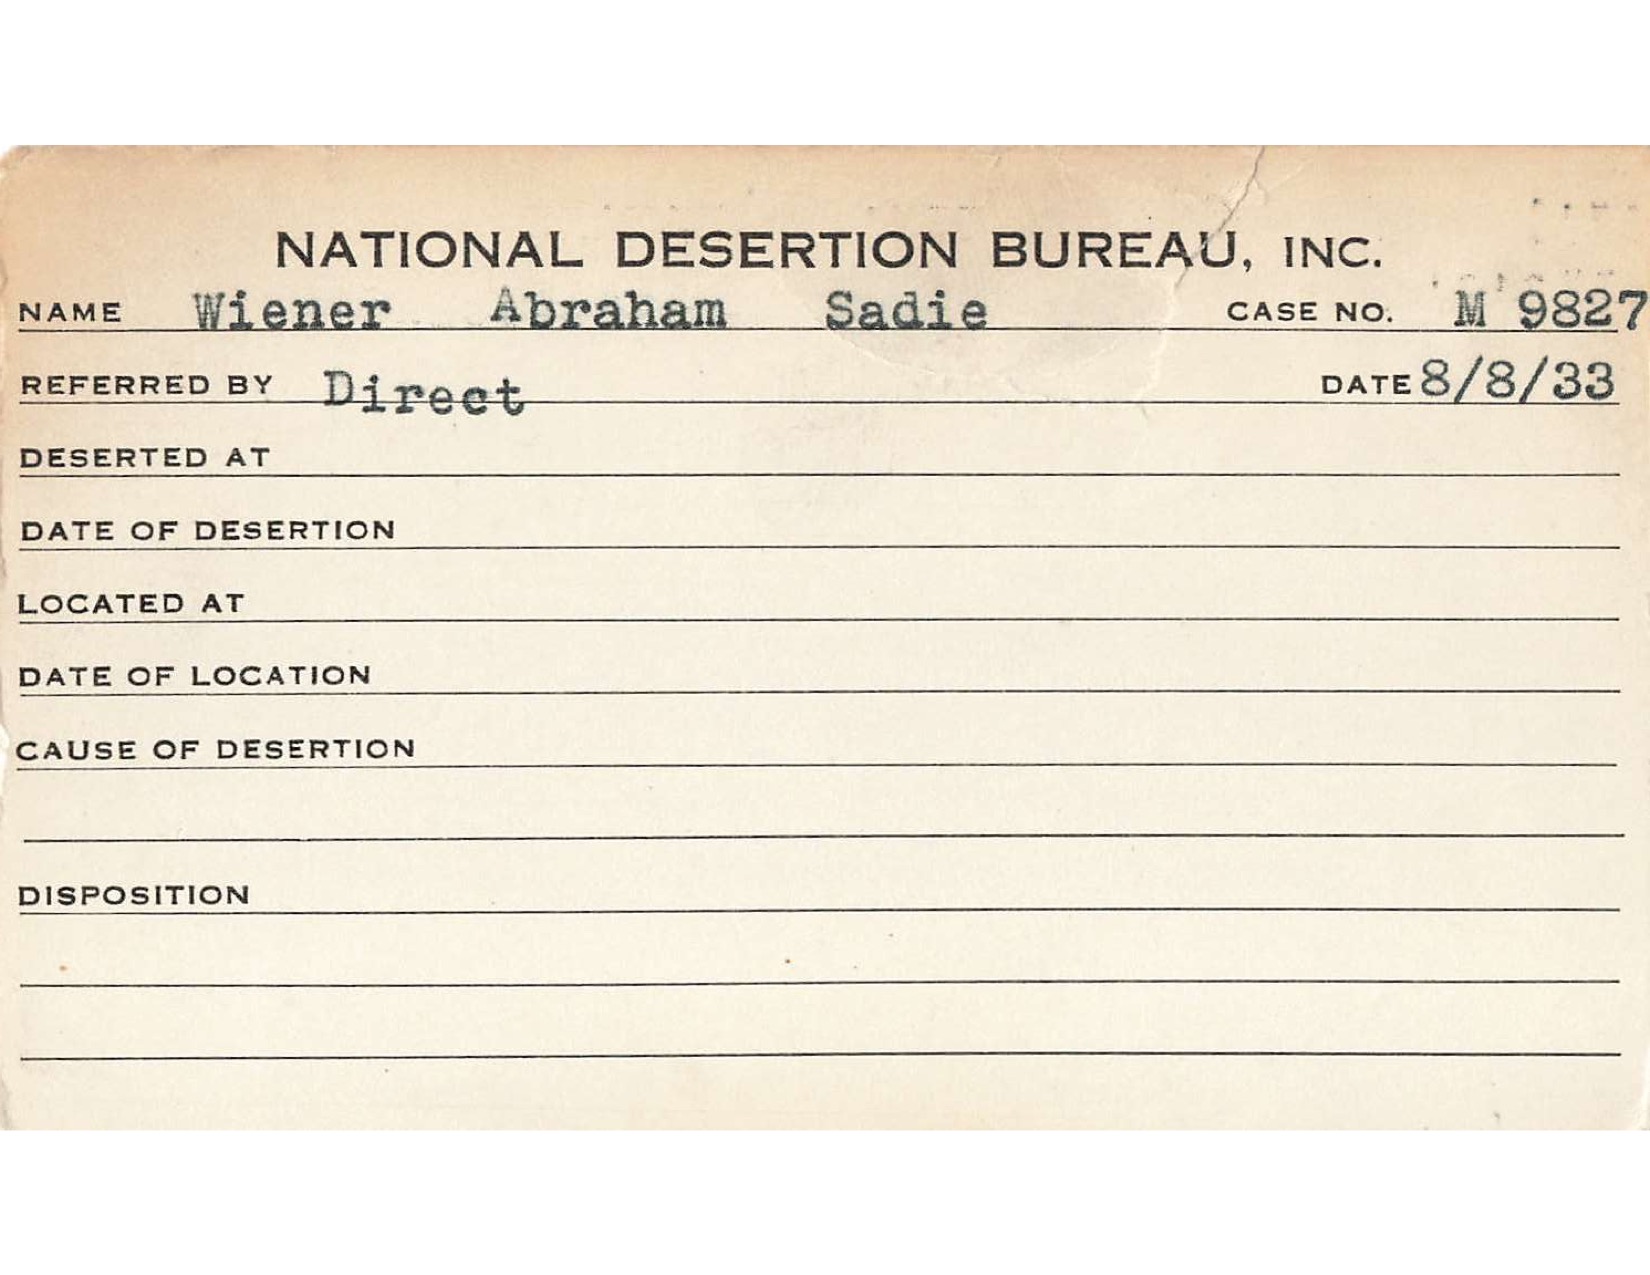 NATIONAL DESERTION BUREAU, INC.
NAME Wiener Abraham Sadie CASE NO. M 9827
REFERRED BY Direct DATE 8/8/33
DESERTED AT
DATE OF DESERTION
LOCATED AT
DATE OF LOCATION
CAUSE OF DESERTION
DISPOSITION